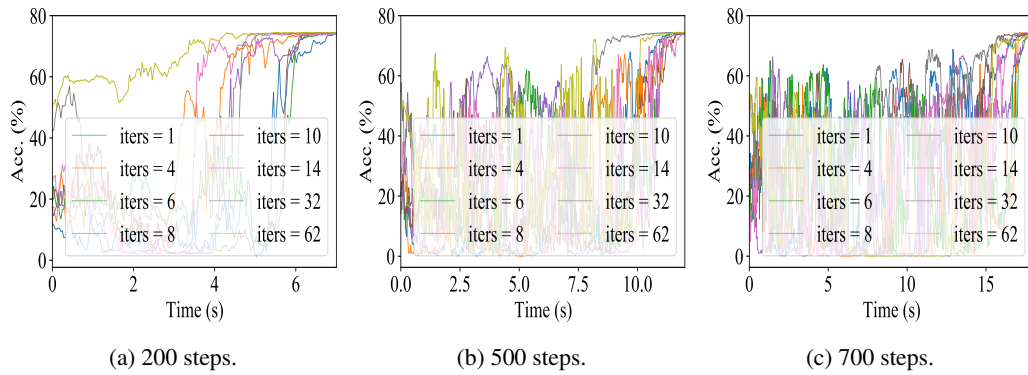 80
60
40
20
0
Acc. (%)
iters = 1
iters = 4
iters = 6
iters = 8
iters = 10
iters = 14
iters = 32
iters = 62
0 2 4 6
Time (s)
(a) 200 steps.
80
60
40
20
0
Acc. (%)
iters = 1
iters = 4
iters = 6
iters = 8
iters = 10
iters = 14
iters = 32
iters = 62
0.0 2.5 5.0 7.5 10.0
Time (s)
(b) 500 steps.
80
60
40
20
0
Acc. (%)
iters = 1
iters = 4
iters = 6
iters = 8
iters = 10
iters = 14
iters = 32
iters = 62
0 5 10 15
Time (s)
(c) 700 steps.